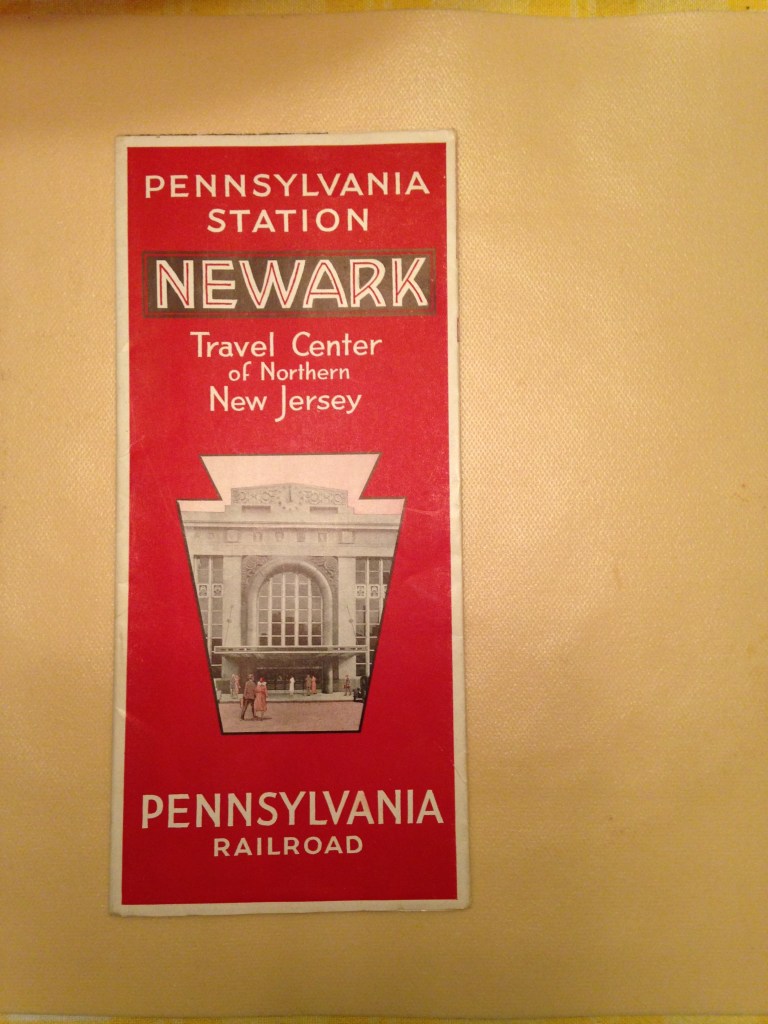 PENNSYLVANIA
STATION
NEWARK
Travel Center
of Northern
New Jersey
PENNSYLVANIA
RAILROAD